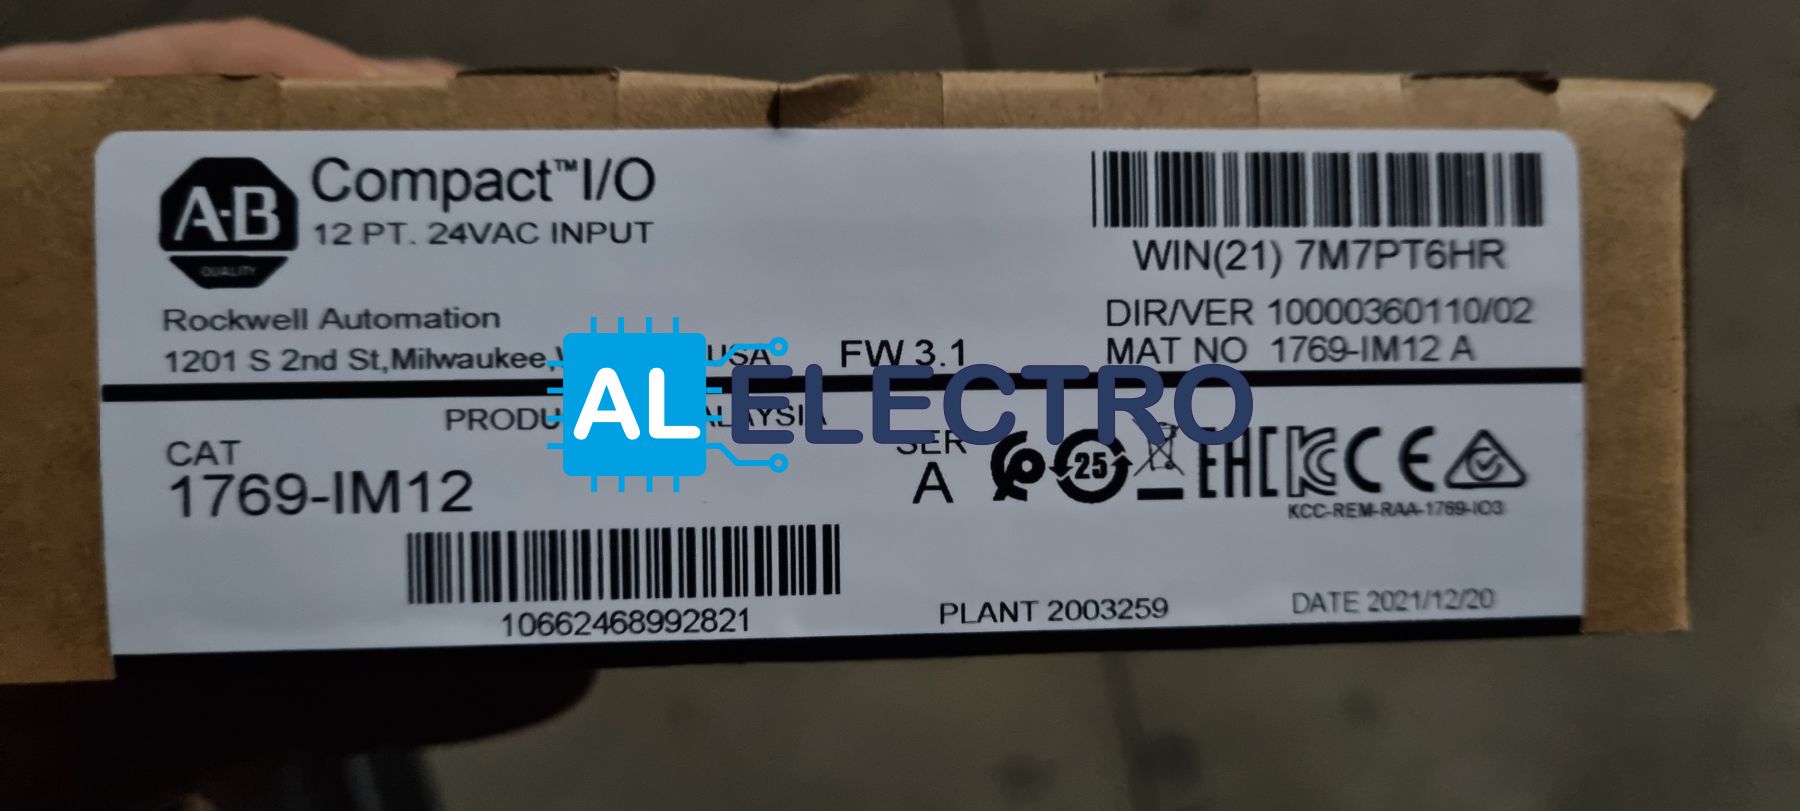 A-B
QUALITY
Compact™I/O
12 PT. 24VAC INPUT
Rockwell Automation
1201 S 2nd St,Milwaukee, USA
FW 3.1
WIN(21) 7M7PT6HR
DIR/VER 10000360110/02
MAT NO 1769-IM12 A
AL ELECTRO
CAT
1769-IM12
SER
A
25
EAC
CE
KCC-REM-RAA-1769-IO3
10662468992821
PLANT 2003259
DATE 2021/12/20